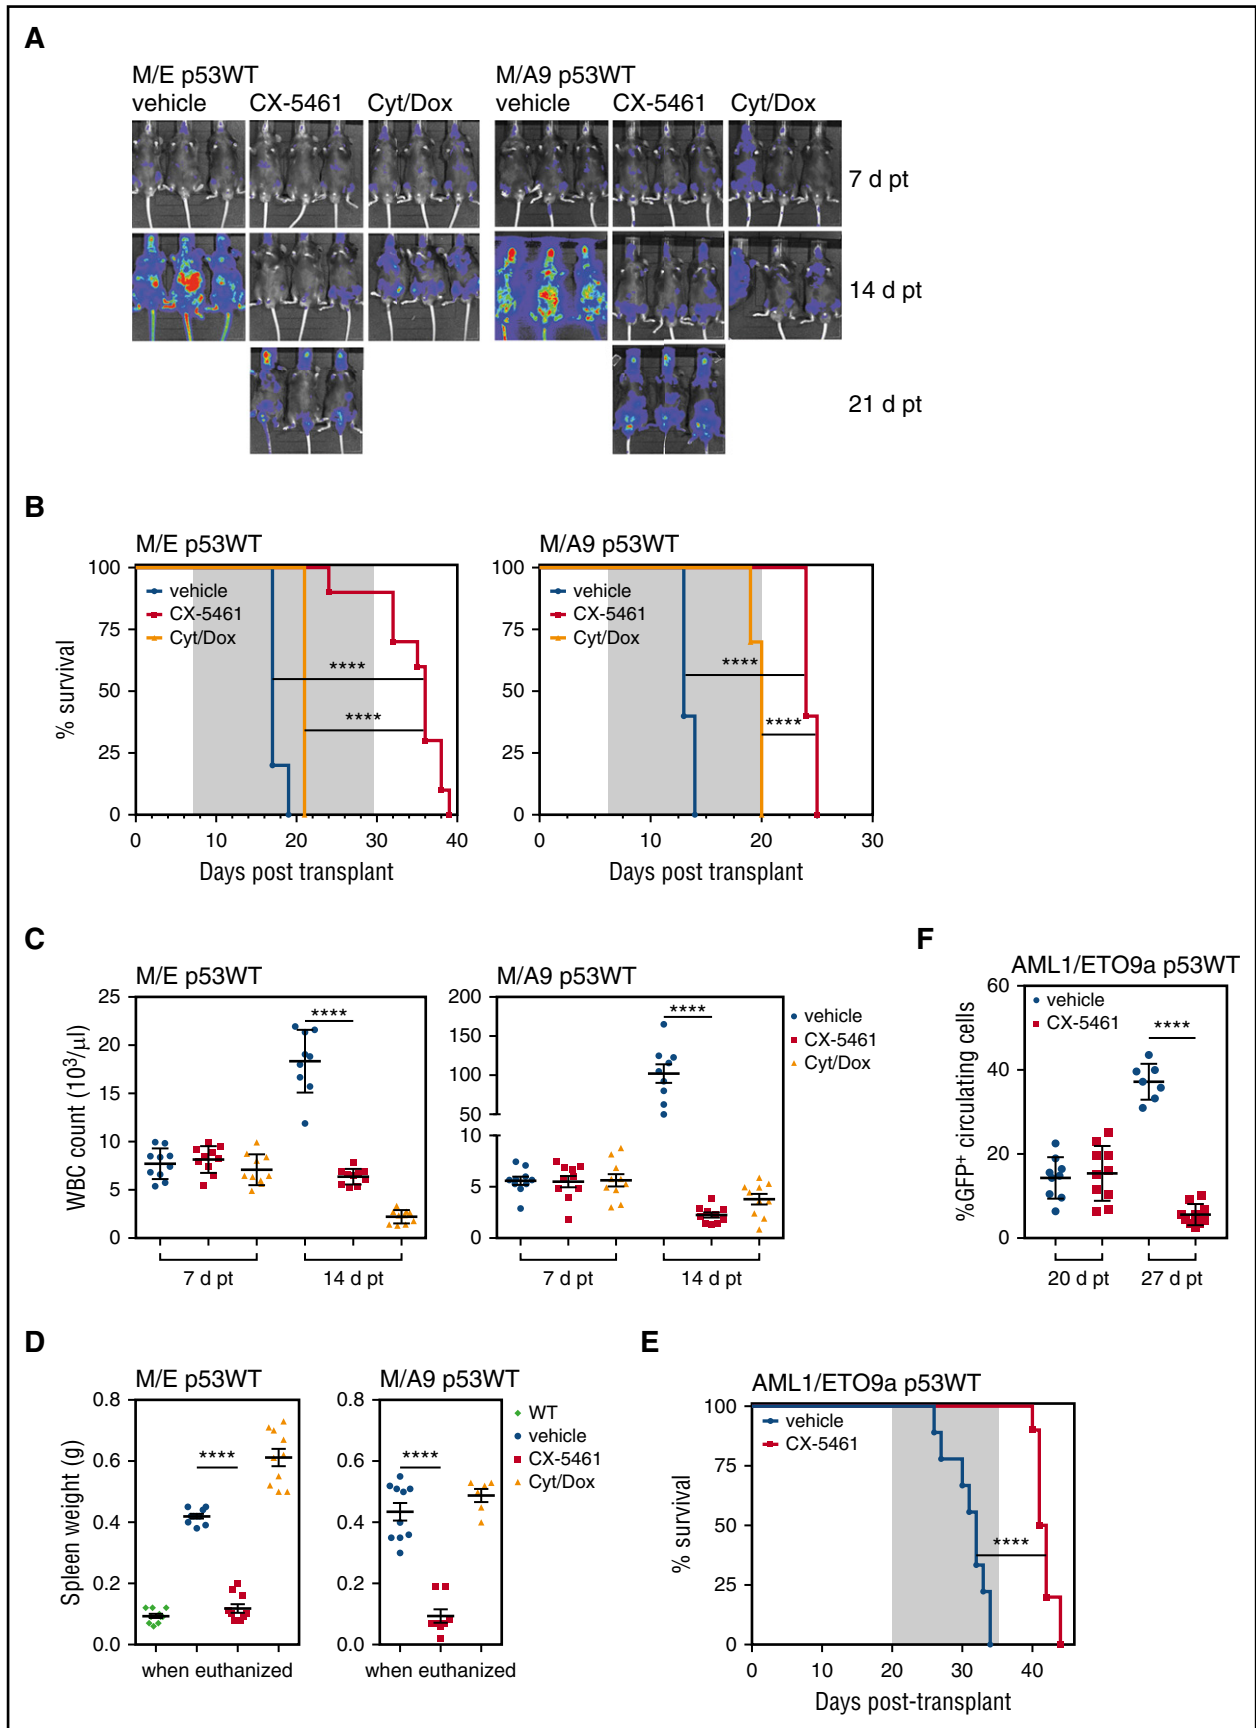 A
M/E p53WT
vehicle CX-5461 Cyt/Dox
M/A9 p53WT
vehicle CX-5461 Cyt/Dox
7 d pt
14 d pt
21 d pt
B
M/E p53WT
% survival
100
75
50
25
0
vehicle
CX-5461
Cyt/Dox
****
****
0 10 20 30 40
Days post transplant
M/A9 p53WT
100
75
50
25
0
vehicle
CX-5461
Cyt/Dox
****
****
0 10 20 30
Days post transplant
C
M/E p53WT
WBC count (10³/μl)
25
20
15
10
5
0
****
7 d pt 14 d pt
M/A9 p53WT
200
150
100
50
10
5
0
****
7 d pt 14 d pt
vehicle
CX-5461
Cyt/Dox
F
AML1/ETO9a p53WT
%GFP⁺ circulating cells
60
40
20
0
vehicle
CX-5461
****
20 d pt 27 d pt
D
M/E p53WT
Spleen weight (g)
0.8
0.6
0.4
0.2
0.0
****
when euthanized
M/A9 p53WT
0.8
0.6
0.4
0.2
0.0
****
when euthanized
WT
vehicle
CX-5461
Cyt/Dox
E
AML1/ETO9a p53WT
% survival
100
75
50
25
0
vehicle
CX-5461
****
0 10 20 30 40
Days post-transplant